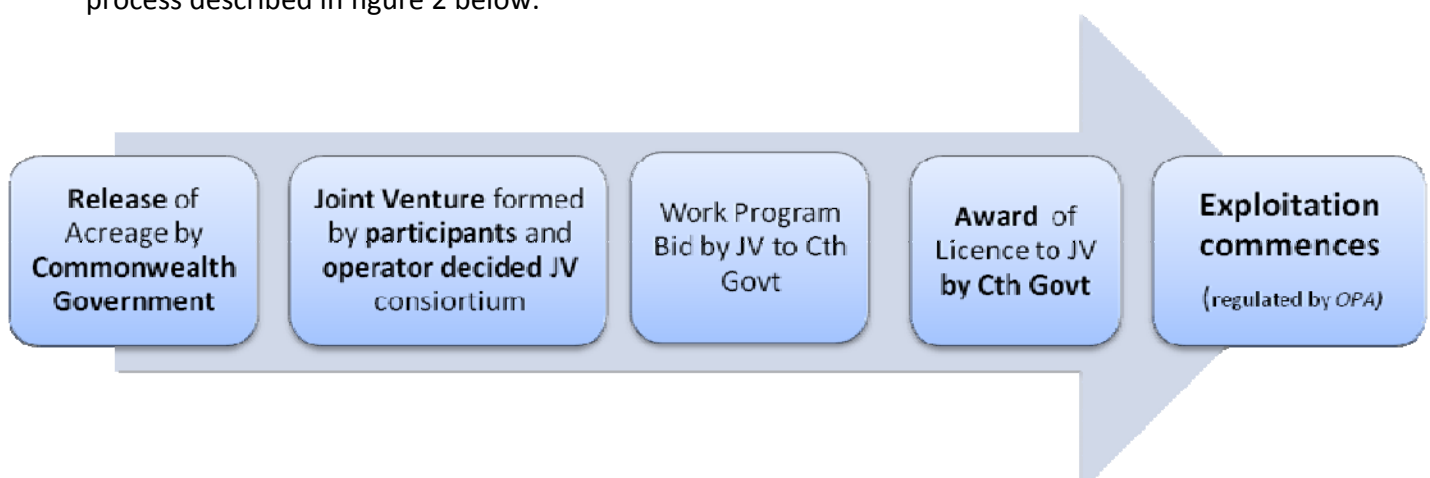 process described in figure 2 below.
Release of
Acreage by
Commonwealth
Government
Joint Venture formed
by participants and
operator decided JV
consiortium
Work Program
Bid by JV to Cth
Govt
Award of
Licence to JV
by Cth Govt
Exploitation
commences
(regulated by OPA)